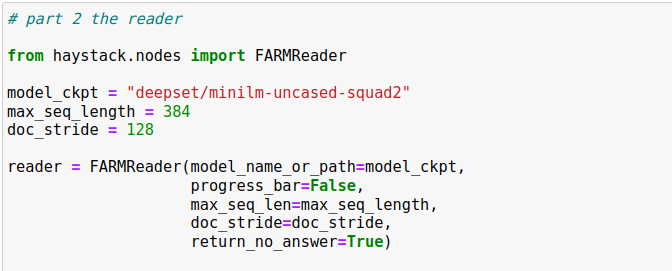 # part 2 the reader
from haystack.nodes import FARMReader
model_ckpt = "deepset/minilm-uncased-squad2"
max_seq_length = 384
doc_stride = 128
reader = FARMReader(model_name_or_path=model_ckpt,
progress_bar=False,
max_seq_len=max_seq_length,
doc_stride=doc_stride,
return_no_answer=True)